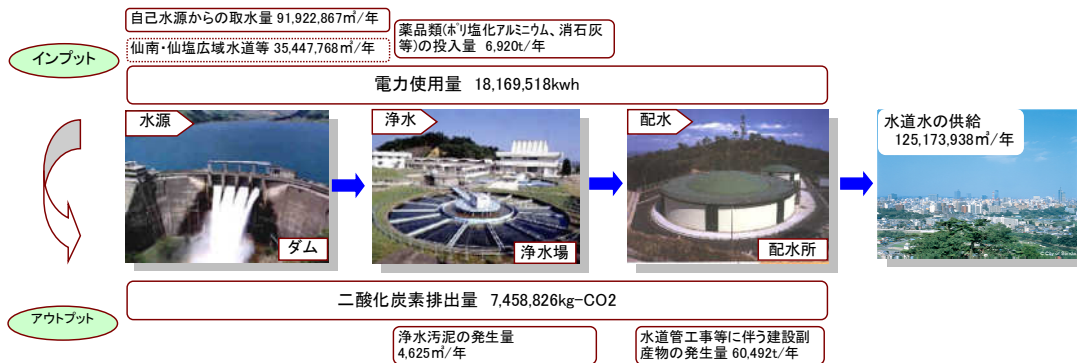 自己水源からの取水量 91,922,867㎥/年
仙南・仙塩広域水道等 35,447,768㎥/年
薬品類(ポリ塩化アルミニウム、消石灰
等)の投入量 6,920t/年
インプット
電力使用量 18,169,518kwh
水源
浄水
配水
水道水の供給
125,173,938㎥/年
ダム
浄水場
配水所
二酸化炭素排出量 7,458,826kg-CO2
アウトプット
浄水汚泥の発生量
4,625㎥/年
水道管工事等に伴う建設副
産物の発生量 60,492t/年